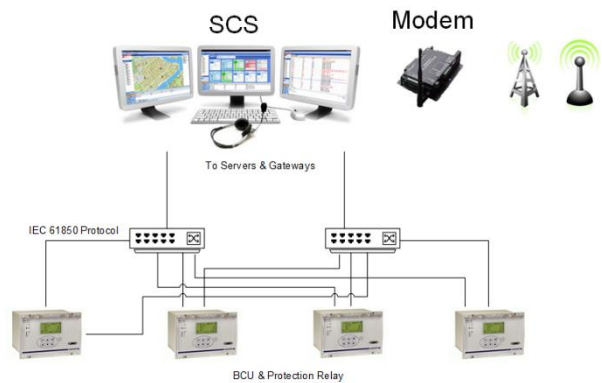 SCS
Modem
To Servers & Gateways
IEC 61850 Protocol
BCU & Protection Relay